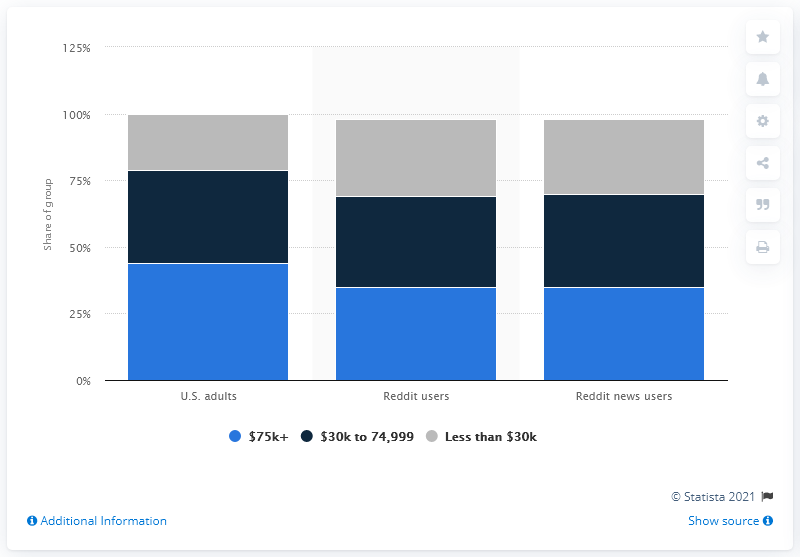 125%
100%
75%
50%
25%
0%
Share of group
U.S. adults
Reddit users
Reddit news users
$75k+
$30k to 74,999
Less than $30k
© Statista 2021
Additional Information
Show source